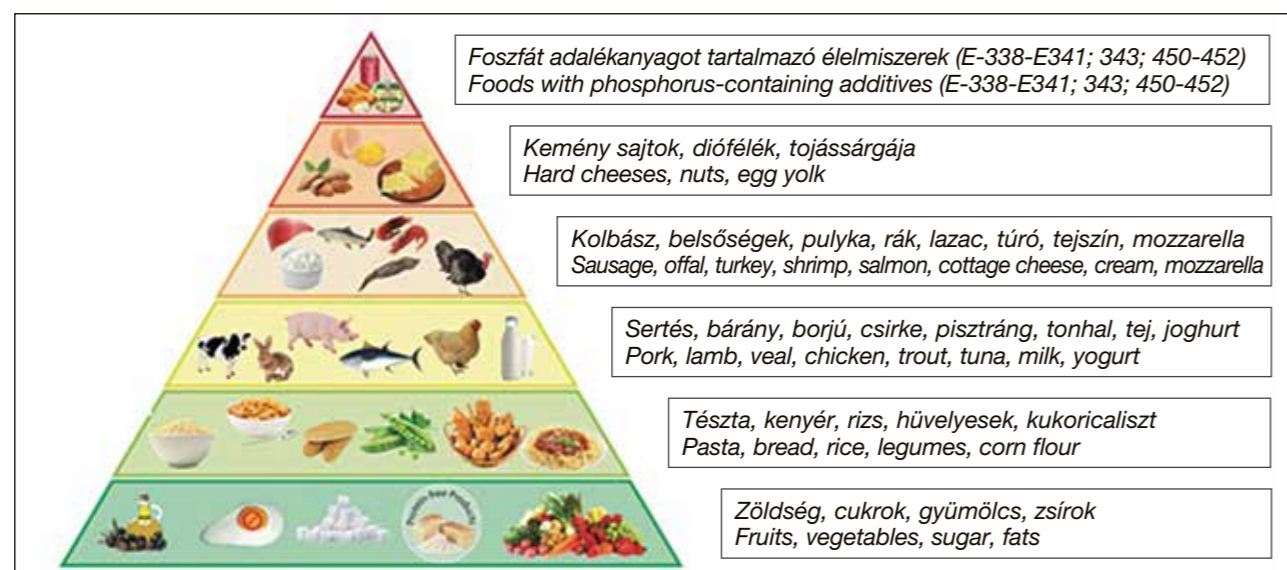 Foszfát adalékanyagot tartalmazó élelmiszerek (E-338-E341; 343; 450-452)
Foods with phosphorus-containing additives (E-338-E341; 343; 450-452)
Kemény sajtok, diófélék, tojássárgája
Hard cheeses, nuts, egg yolk
Kolbász, belsőségek, pulyka, rák, lazac, túró, tejszín, mozzarella
Sausage, offal, turkey, shrimp, salmon, cottage cheese, cream, mozzarella
Sertés, bárány, borjú, csirke, pisztráng, tonhal, tej, joghurt
Pork, lamb, veal, chicken, trout, tuna, milk, yogurt
Tészta, kenyér, rizs, hüvelyesek, kukoricaliszt
Pasta, bread, rice, legumes, corn flour
Protein-free Products
Zöldség, cukrok, gyümölcs, zsírok
Fruits, vegetables, sugar, fats